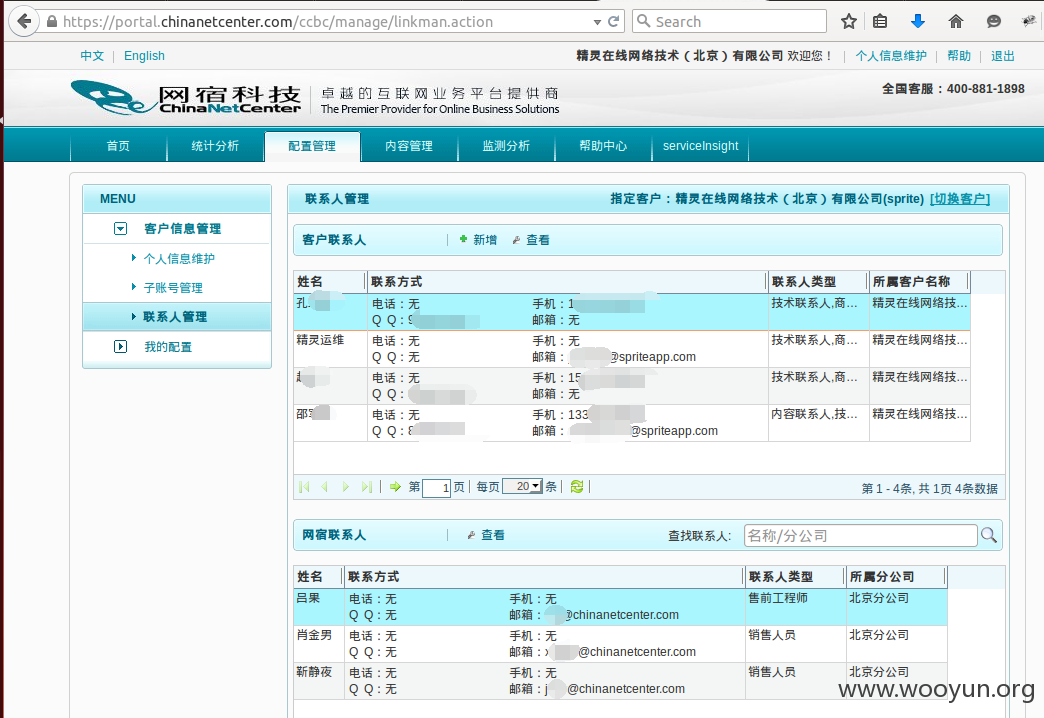 https://portal.chinanetcenter.com/ccbc/manage/linkman.action
Search
中文 | English
精灵在线网络技术（北京）有限公司 欢迎您！ | 个人信息维护 | 帮助 | 退出
网宿科技
ChinaNetCenter
卓越的互联网业务平台提供商
The Premier Provider for Online Business Solutions
全国客服：400-881-1898
首页 统计分析 配置管理 内容管理 监测分析 帮助中心 serviceInsight
MENU
客户信息管理
个人信息维护
子账号管理
联系人管理
我的配置
联系人管理 指定客户：精灵在线网络技术（北京）有限公司(sprite) [切换客户]
客户联系人 | 新增 查看
姓名 联系方式 联系人类型 所属客户名称
孔 电话：无 手机：1 技术联系人,商... 精灵在线网络技...
Q Q：9 邮箱：无
精灵运维 电话：无 手机：无 技术联系人,商... 精灵在线网络技...
Q Q：无 邮箱： @spriteapp.com
电话：无 手机：15 技术联系人,商... 精灵在线网络技...
Q Q： 邮箱：无
邵 电话：无 手机：133 内容联系人,技... 精灵在线网络技...
Q Q：8 邮箱： @spriteapp.com
第 1 页 每页 20 条
第 1 - 4条, 共 1页 4条数据
网宿联系人 | 查看 查找联系人: 名称/分公司
姓名 联系方式 联系人类型 所属分公司
吕果 电话：无 手机：无 售前工程师 北京分公司
Q Q：无 邮箱： @chinanetcenter.com
肖金男 电话：无 手机：无 销售人员 北京分公司
Q Q：无 邮箱： @chinanetcenter.com
靳静夜 电话：无 手机：无 销售人员 北京分公司
Q Q：无 邮箱：j @chinanetcenter.com
www.wooyun.org